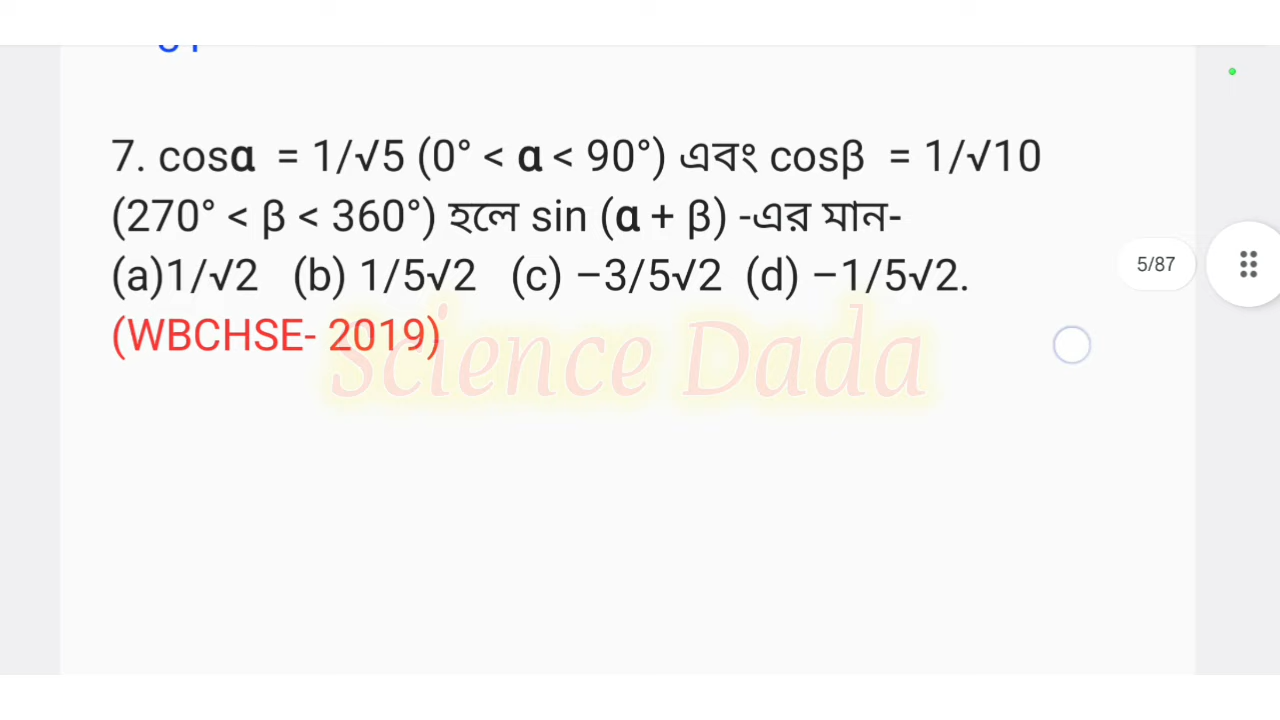 7. cosα = 1/√5 (0° < α < 90°) এবং cosβ = 1/√10
(270° < β < 360°) হলে sin (α + β) -এর মান-
(a)1/√2 (b) 1/5√2 (c) –3/5√2 (d) –1/5√2.
(WBCHSE- 2019)
Science Dada
5/87